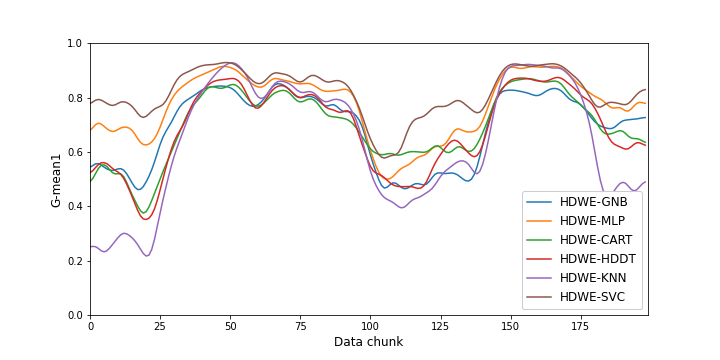 1.0
0.8
0.6
0.4
0.2
0.0
G-mean1
0
25
50
75
100
125
150
175
Data chunk
HDWE-GNB
HDWE-MLP
HDWE-CART
HDWE-HDDT
HDWE-KNN
HDWE-SVC